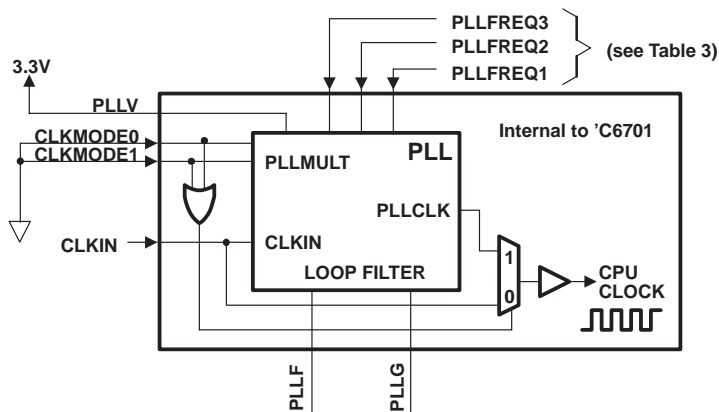 PLLFREQ3
PLLFREQ2
PLLFREQ1
(see Table 3)
3.3V
PLLV
CLKMODE0
CLKMODE1
Internal to ’C6701
PLL
PLLMULT
PLLCLK
CLKIN
CLKIN
LOOP FILTER
1
0
CPU
CLOCK
PLLF
PLLG